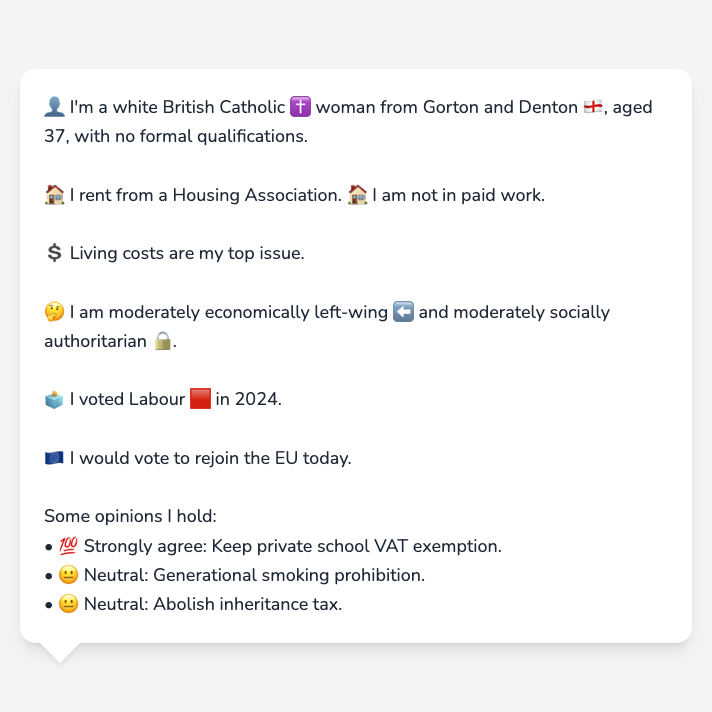 👤 I'm a white British Catholic ✝️ woman from Gorton and Denton 🏴󠁧󠁢󠁥󠁮󠁧󠁿, aged
37, with no formal qualifications.
🏠 I rent from a Housing Association. 🏠 I am not in paid work.
💲 Living costs are my top issue.
🤔 I am moderately economically left-wing ⬅️ and moderately socially
authoritarian 🔒.
🗳️ I voted Labour 🟥 in 2024.
🇪🇺 I would vote to rejoin the EU today.
Some opinions I hold:
• 💯 Strongly agree: Keep private school VAT exemption.
• 😐 Neutral: Generational smoking prohibition.
• 😐 Neutral: Abolish inheritance tax.